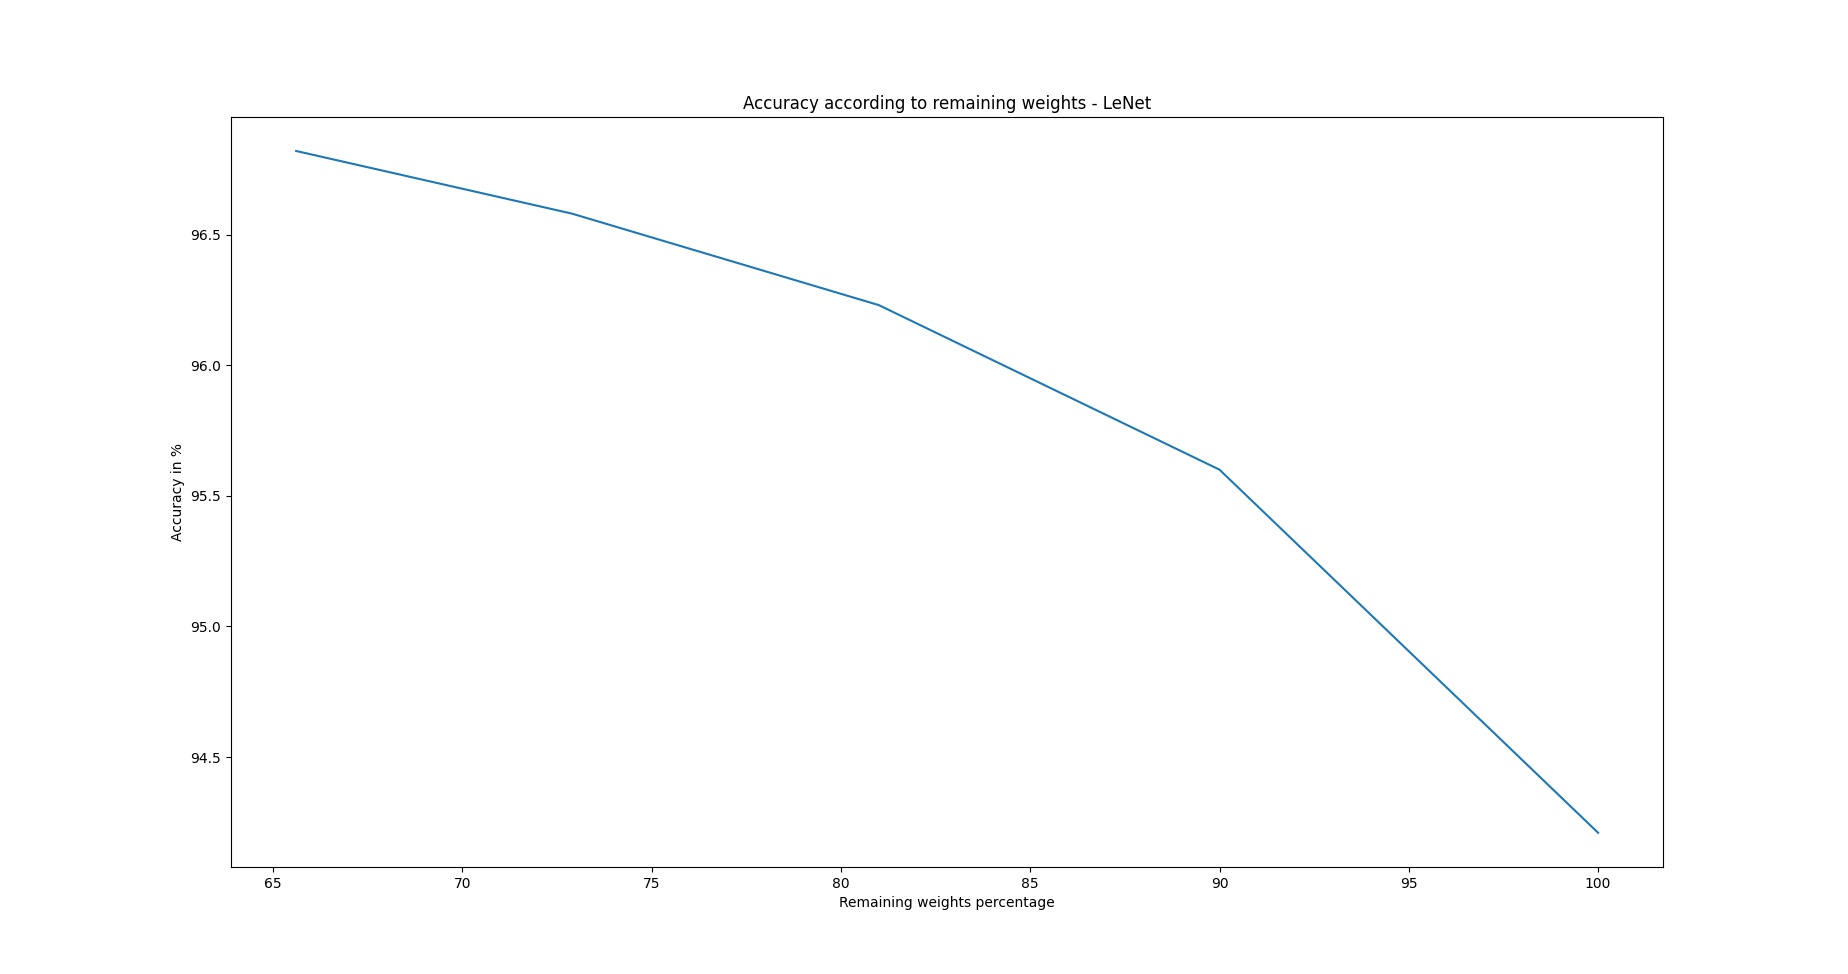 Accuracy according to remaining weights - LeNet
96.5
96.0
95.5
95.0
94.5
Accuracy in %
65 70 75 80 85 90 95 100
Remaining weights percentage